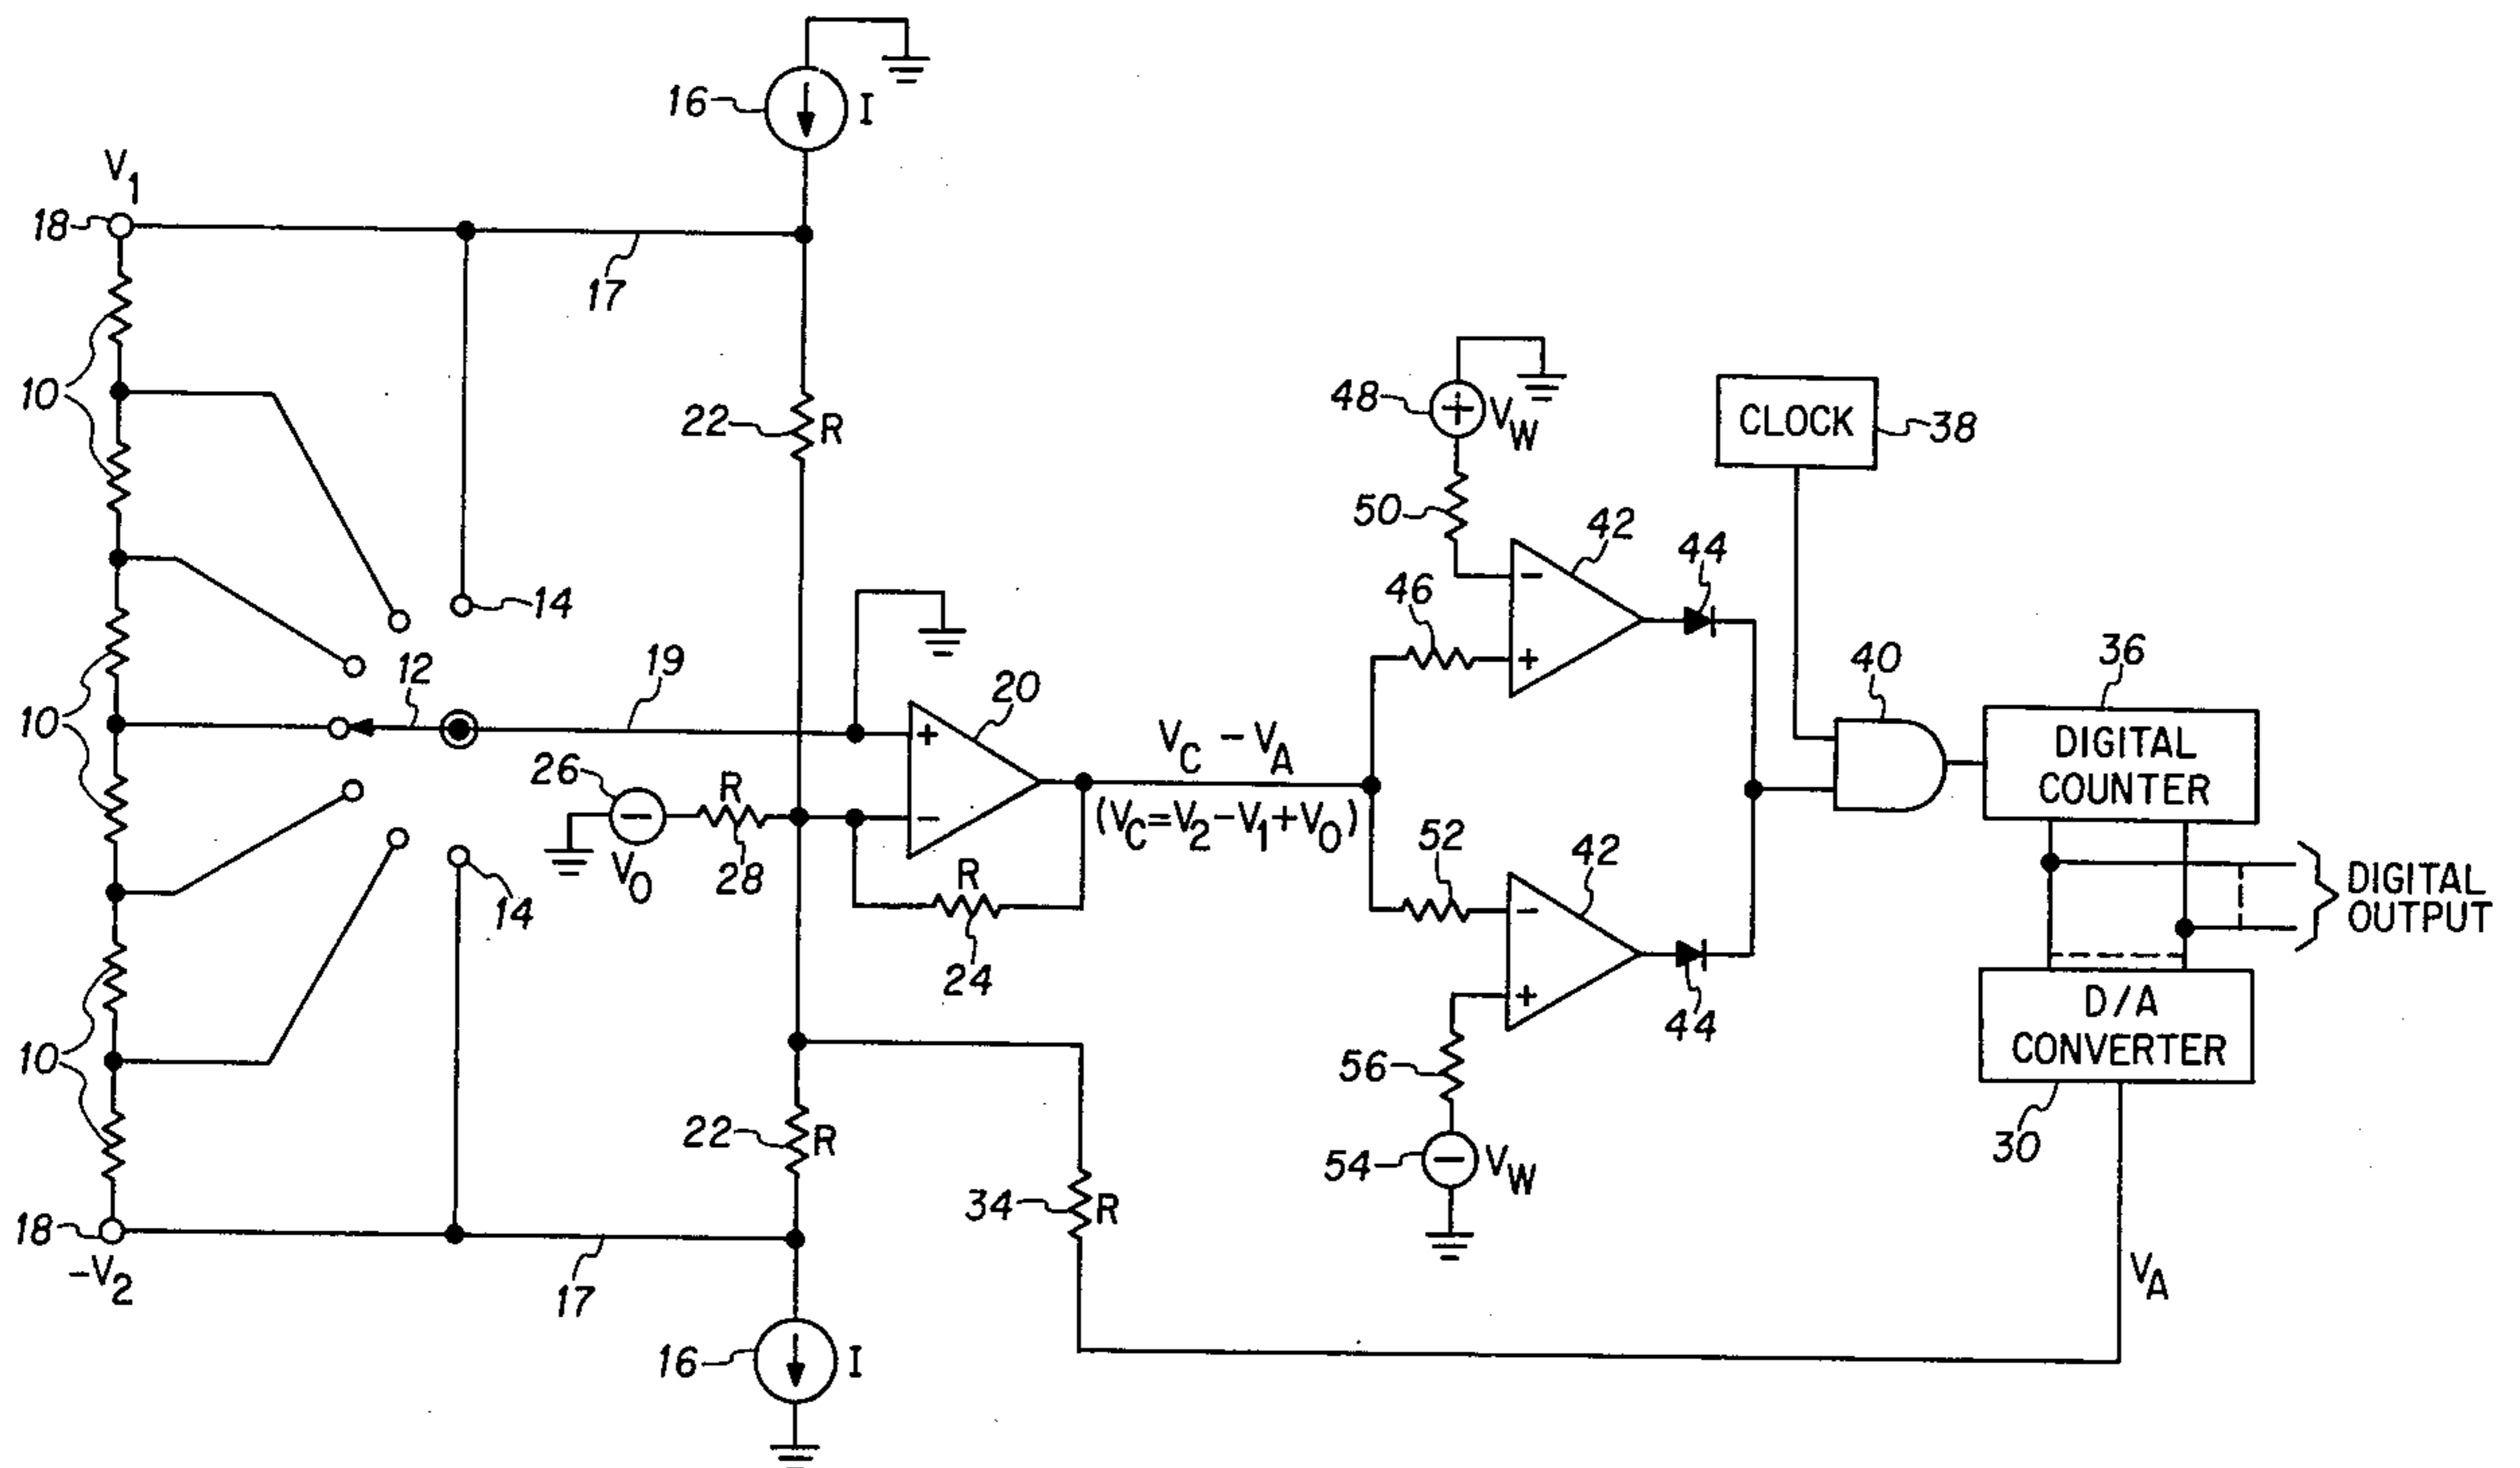 16
I
V1
18
17
10
22
R
48
VW
CLOCK
38
50
42
44
14
46
12
19
20
40
36
26
R
VC - VA
DIGITAL
COUNTER
VO
28
(VC=V2-V1+VO)
52
42
R
14
24
DIGITAL
OUTPUT
10
44
D/A
CONVERTER
10
56
22
R
30
54
VW
34
R
18
-V2
17
VA
16
I
+
-
-
+
-
+
+
-
-